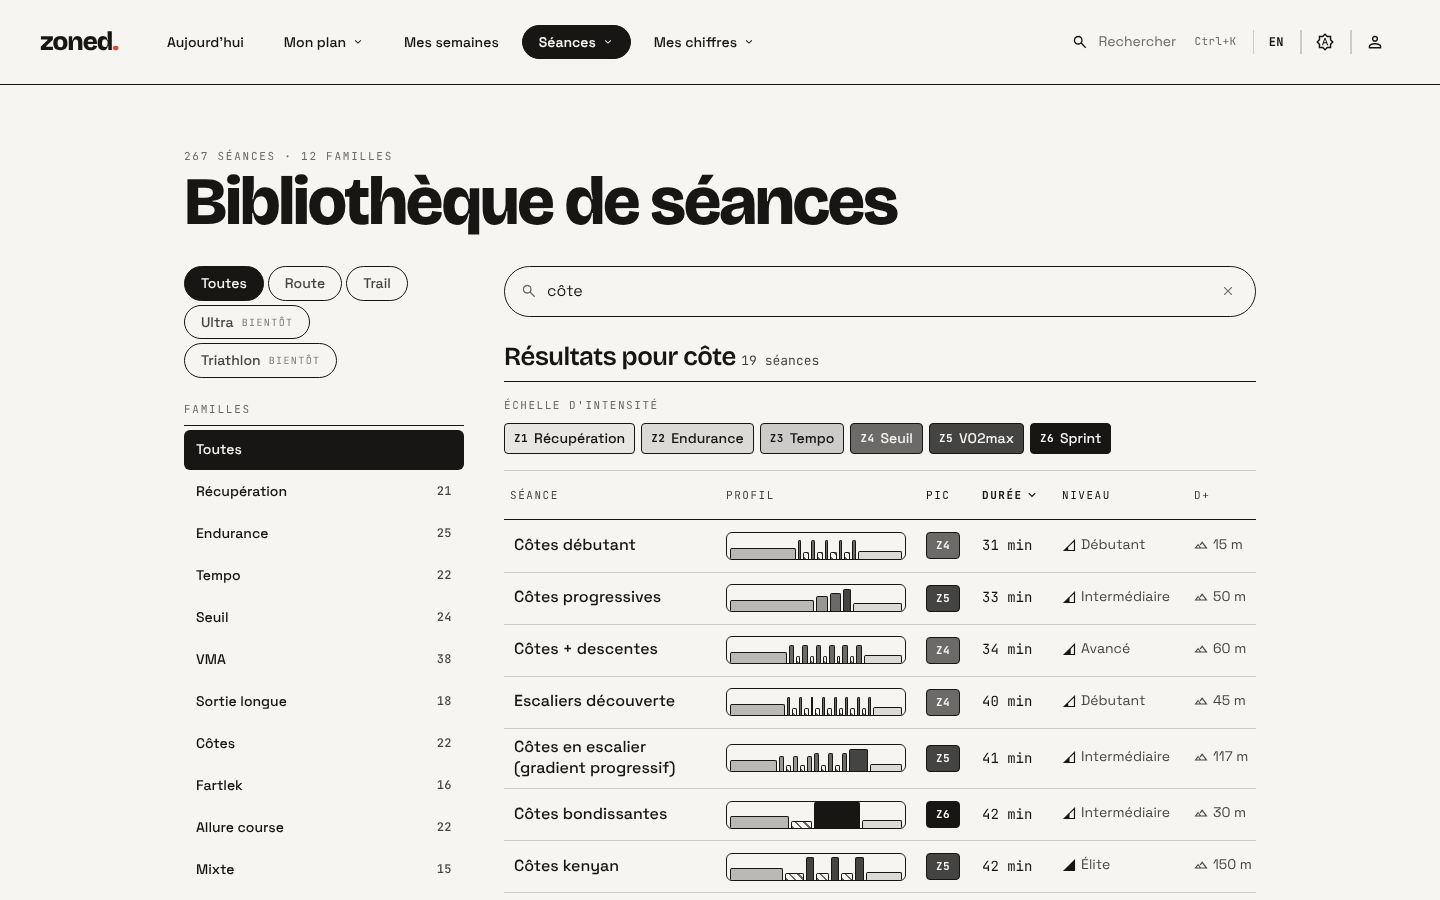 zoned.
Aujourd'hui
Mon plan
Mes semaines
Séances
Mes chiffres
Rechercher Ctrl+K
EN
A
267 SÉANCES · 12 FAMILLES
Bibliothèque de séances
Toutes
Route
Trail
Ultra BIENTÔT
Triathlon BIENTÔT
FAMILLES
Toutes
Récupération 21
Endurance 25
Tempo 22
Seuil 24
VMA 38
Sortie longue 18
Côtes 22
Fartlek 16
Allure course 22
Mixte 15
côte
Résultats pour côte 19 séances
ÉCHELLE D'INTENSITÉ
Z1 Récupération
Z2 Endurance
Z3 Tempo
Z4 Seuil
Z5 VO2max
Z6 Sprint
SÉANCE PROFIL PIC DURÉE NIVEAU D+
Côtes débutant Z4 31 min Débutant 15 m
Côtes progressives Z5 33 min Intermédiaire 50 m
Côtes + descentes Z4 34 min Avancé 60 m
Escaliers découverte Z4 40 min Débutant 45 m
Côtes en escalier
(gradient progressif) Z5 41 min Intermédiaire 117 m
Côtes bondissantes Z6 42 min Intermédiaire 30 m
Côtes kenyan Z5 42 min Élite 150 m